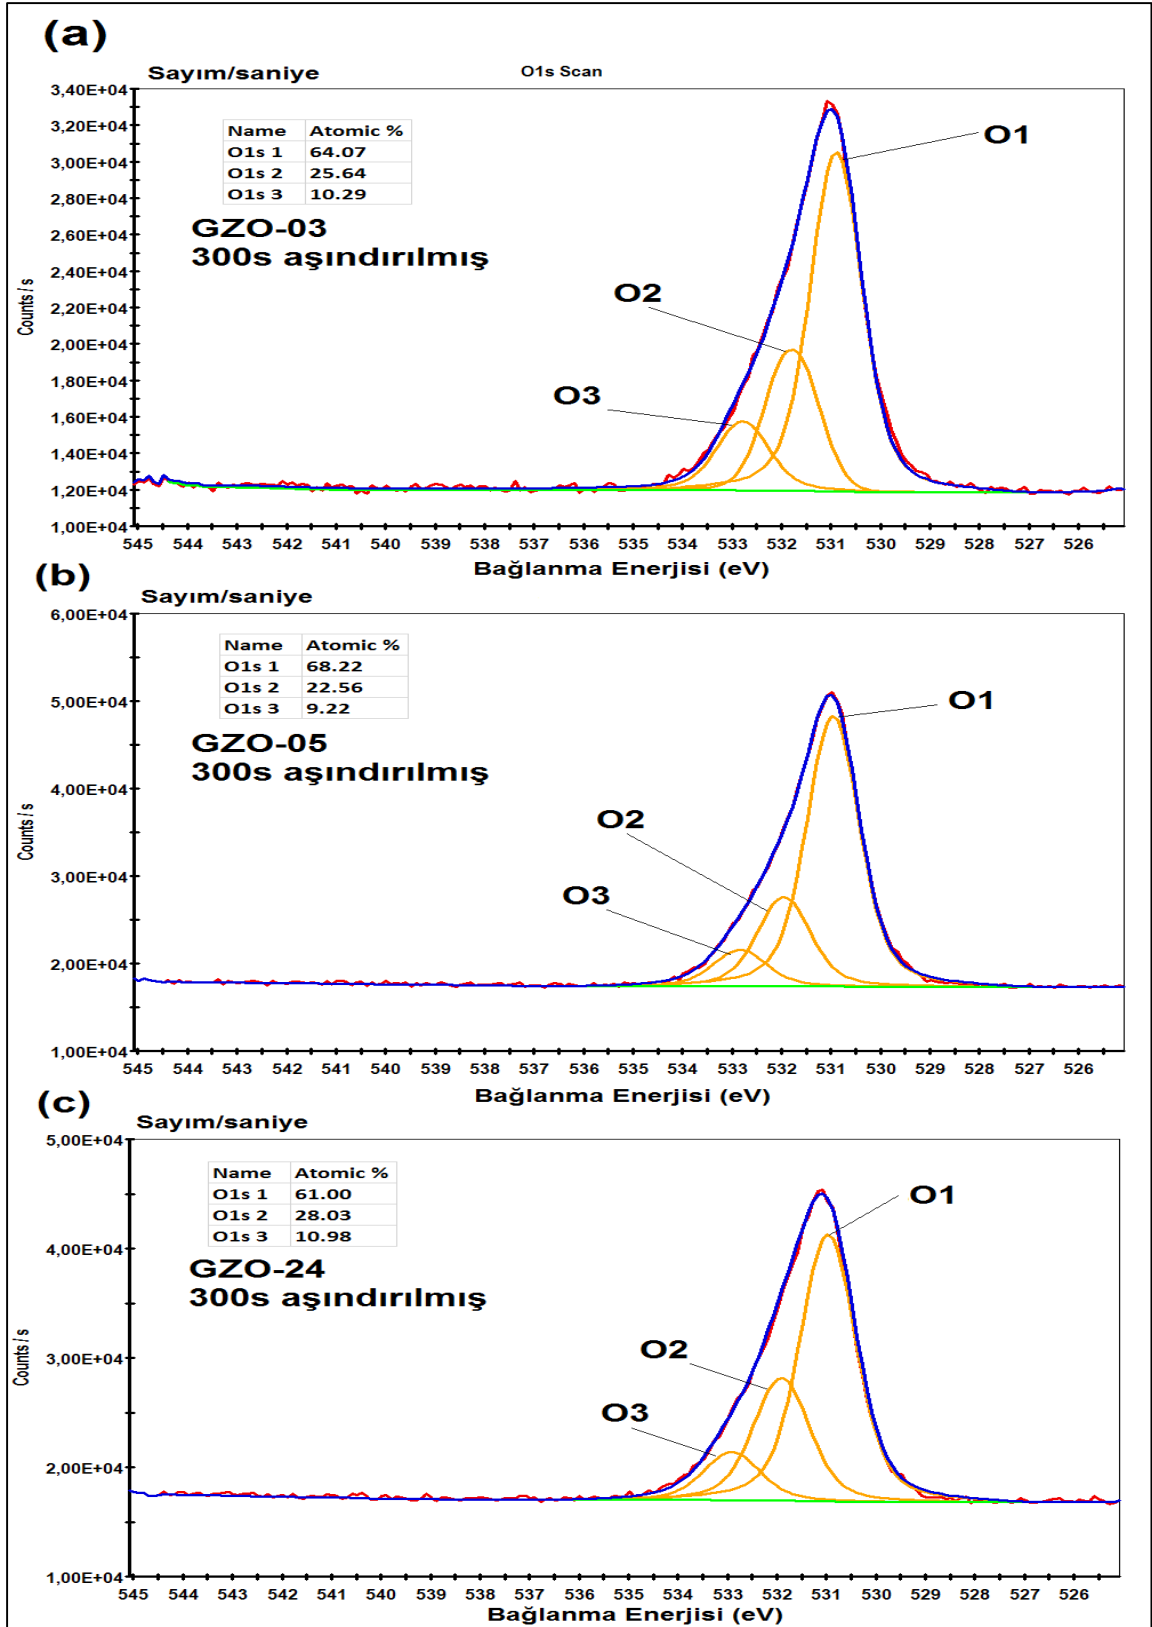 (a)
Sayım/saniye
O1s Scan
3,40E+04
3,20E+04
3,00E+04
2,80E+04
2,60E+04
2,40E+04
2,20E+04
2,00E+04
1,80E+04
1,60E+04
1,40E+04
1,20E+04
1,00E+04
Counts / s
Name Atomic %
O1s 1 64.07
O1s 2 25.64
O1s 3 10.29
GZO-03
300s aşındırılmış
O1
O2
O3
545 544 543 542 541 540 539 538 537 536 535 534 533 532 531 530 529 528 527 526
Bağlanma Enerjisi (eV)
(b)
Sayım/saniye
6,00E+04
5,00E+04
4,00E+04
3,00E+04
2,00E+04
1,00E+04
Counts / s
Name Atomic %
O1s 1 68.22
O1s 2 22.56
O1s 3 9.22
GZO-05
300s aşındırılmış
O1
O2
O3
545 544 543 542 541 540 539 538 537 536 535 534 533 532 531 530 529 528 527 526
Bağlanma Enerjisi (eV)
(c)
Sayım/saniye
5,00E+04
4,00E+04
3,00E+04
2,00E+04
1,00E+04
Counts / s
Name Atomic %
O1s 1 61.00
O1s 2 28.03
O1s 3 10.98
GZO-24
300s aşındırılmış
O1
O2
O3
545 544 543 542 541 540 539 538 537 536 535 534 533 532 531 530 529 528 527 526
Bağlanma Enerjisi (eV)